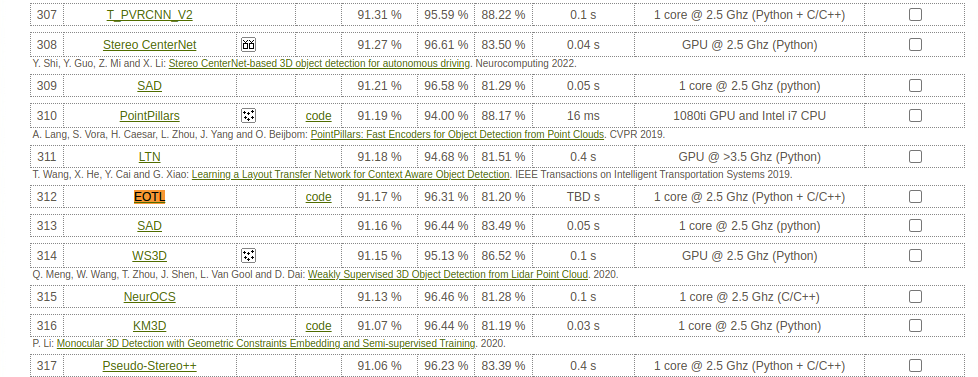 307 T_PVRCNN_V2 91.31 % 95.59 % 88.22 % 0.1 s 1 core @ 2.5 Ghz (Python + C/C++)
308 Stereo CenterNet 91.27 % 96.61 % 83.50 % 0.04 s GPU @ 2.5 Ghz (Python)
Y. Shi, Y. Guo, Z. Mi and X. Li: Stereo CenterNet-based 3D object detection for autonomous driving. Neurocomputing 2022.
309 SAD 91.21 % 96.58 % 81.29 % 0.05 s 1 core @ 2.5 Ghz (python)
310 PointPillars code 91.19 % 94.00 % 88.17 % 16 ms 1080ti GPU and Intel i7 CPU
A. Lang, S. Vora, H. Caesar, L. Zhou, J. Yang and O. Beijbom: PointPillars: Fast Encoders for Object Detection from Point Clouds. CVPR 2019.
311 LTN 91.18 % 94.68 % 81.51 % 0.4 s GPU @ >3.5 Ghz (Python)
T. Wang, X. He, Y. Cai and G. Xiao: Learning a Layout Transfer Network for Context Aware Object Detection. IEEE Transactions on Intelligent Transportation Systems 2019.
312 EOTL code 91.17 % 96.31 % 81.20 % TBD s 1 core @ 2.5 Ghz (Python + C/C++)
313 SAD 91.16 % 96.44 % 83.49 % 0.05 s 1 core @ 2.5 Ghz (python)
314 WS3D 91.15 % 95.13 % 86.52 % 0.1 s GPU @ 2.5 Ghz (Python)
Q. Meng, W. Wang, T. Zhou, J. Shen, L. Van Gool and D. Dai: Weakly Supervised 3D Object Detection from Lidar Point Cloud. 2020.
315 NeurOCS 91.13 % 96.46 % 81.28 % 0.1 s 1 core @ 2.5 Ghz (C/C++)
316 KM3D code 91.07 % 96.44 % 81.19 % 0.03 s 1 core @ 2.5 Ghz (Python)
P. Li: Monocular 3D Detection with Geometric Constraints Embedding and Semi-supervised Training. 2020.
317 Pseudo-Stereo++ 91.06 % 96.23 % 83.39 % 0.4 s 1 core @ 2.5 Ghz (Python + C/C++)